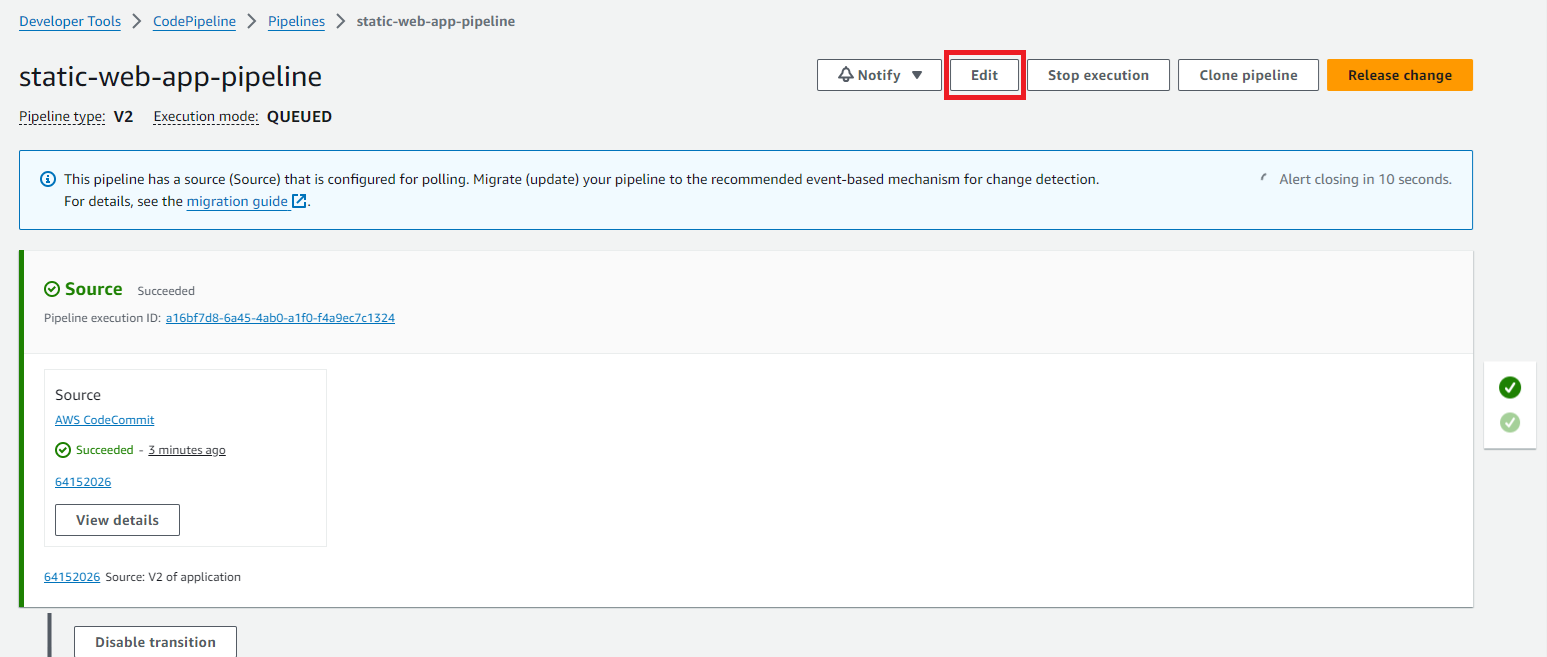 Developer Tools > CodePipeline > Pipelines > static-web-app-pipeline
static-web-app-pipeline
Notify ▼ Edit Stop execution Clone pipeline Release change
Pipeline type: V2 Execution mode: QUEUED
This pipeline has a source (Source) that is configured for polling. Migrate (update) your pipeline to the recommended event-based mechanism for change detection. Alert closing in 10 seconds.
For details, see the migration guide.
Source Succeeded
Pipeline execution ID: a16bf7d8-6a45-4ab0-a1f0-f4a9ec7c1324
Source
AWS CodeCommit
Succeeded - 3 minutes ago
64152026
View details
64152026 Source: V2 of application
Disable transition